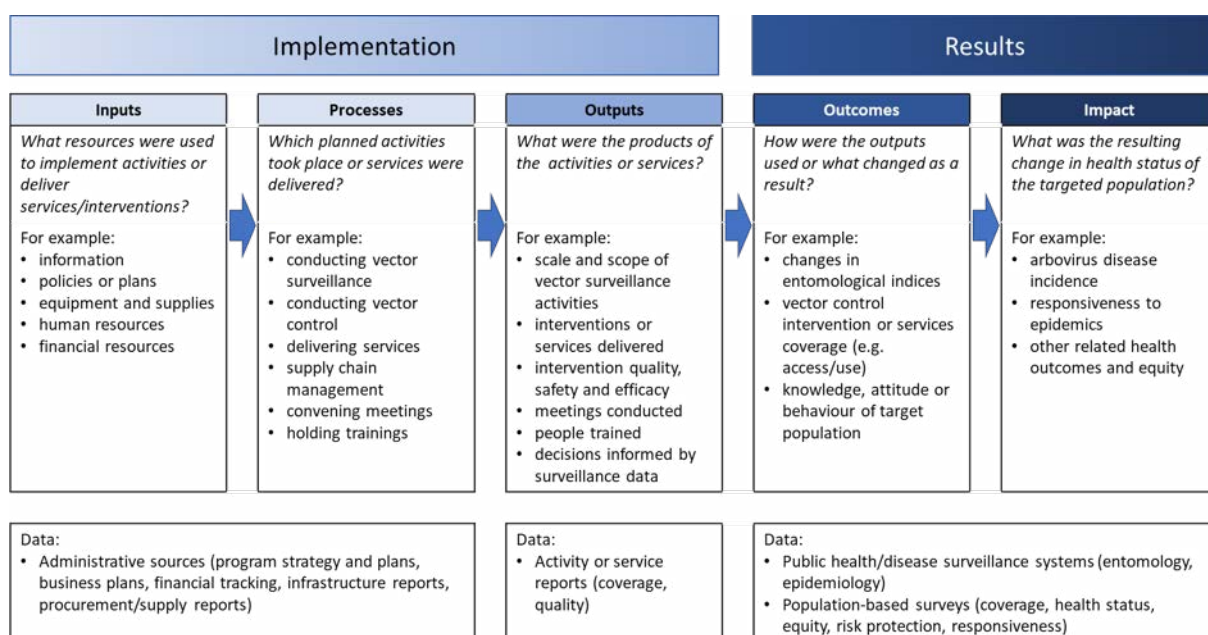 Implementation
Results
Inputs
What resources were used
to implement activities or
deliver
services/interventions?
For example:
• information
• policies or plans
• equipment and supplies
• human resources
• financial resources
Processes
Which planned activities
took place or services were
delivered?
For example:
• conducting vector
surveillance
• conducting vector
control
• delivering services
• supply chain
management
• convening meetings
• holding trainings
Outputs
What were the products of
the activities or services?
For example:
• scale and scope of
vector surveillance
activities
• interventions or
services delivered
• intervention quality,
safety and efficacy
• meetings conducted
• people trained
• decisions informed by
surveillance data
Outcomes
How were the outputs
used or what changed as a
result?
For example:
• changes in
entomological indices
• vector control
intervention or services
coverage (e.g.
access/use)
• knowledge, attitude or
behaviour of target
population
Impact
What was the resulting
change in health status of
the targeted population?
For example:
• arbovirus disease
incidence
• responsiveness to
epidemics
• other related health
outcomes and equity
Data:
• Administrative sources (program strategy and plans,
business plans, financial tracking, infrastructure reports,
procurement/supply reports)
Data:
• Activity or service
reports (coverage,
quality)
Data:
• Public health/disease surveillance systems (entomology,
epidemiology)
• Population-based surveys (coverage, health status,
equity, risk protection, responsiveness)